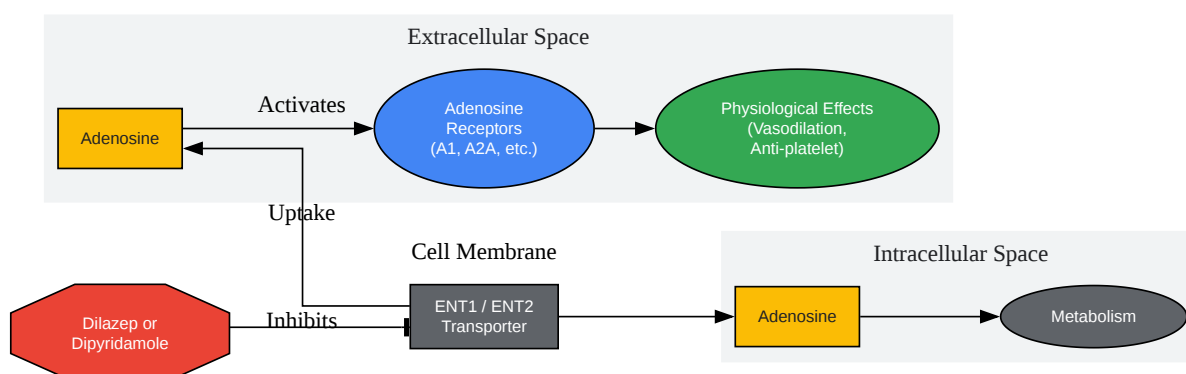 Extracellular Space
Activates
Adenosine
Adenosine
Receptors
(A1, A2A, etc.)
Physiological Effects
(Vasodilation,
Anti-platelet)
Uptake
Cell Membrane
Intracellular Space
Dilazep or
Dipyridamole
Inhibits
ENT1 / ENT2
Transporter
Adenosine
Metabolism